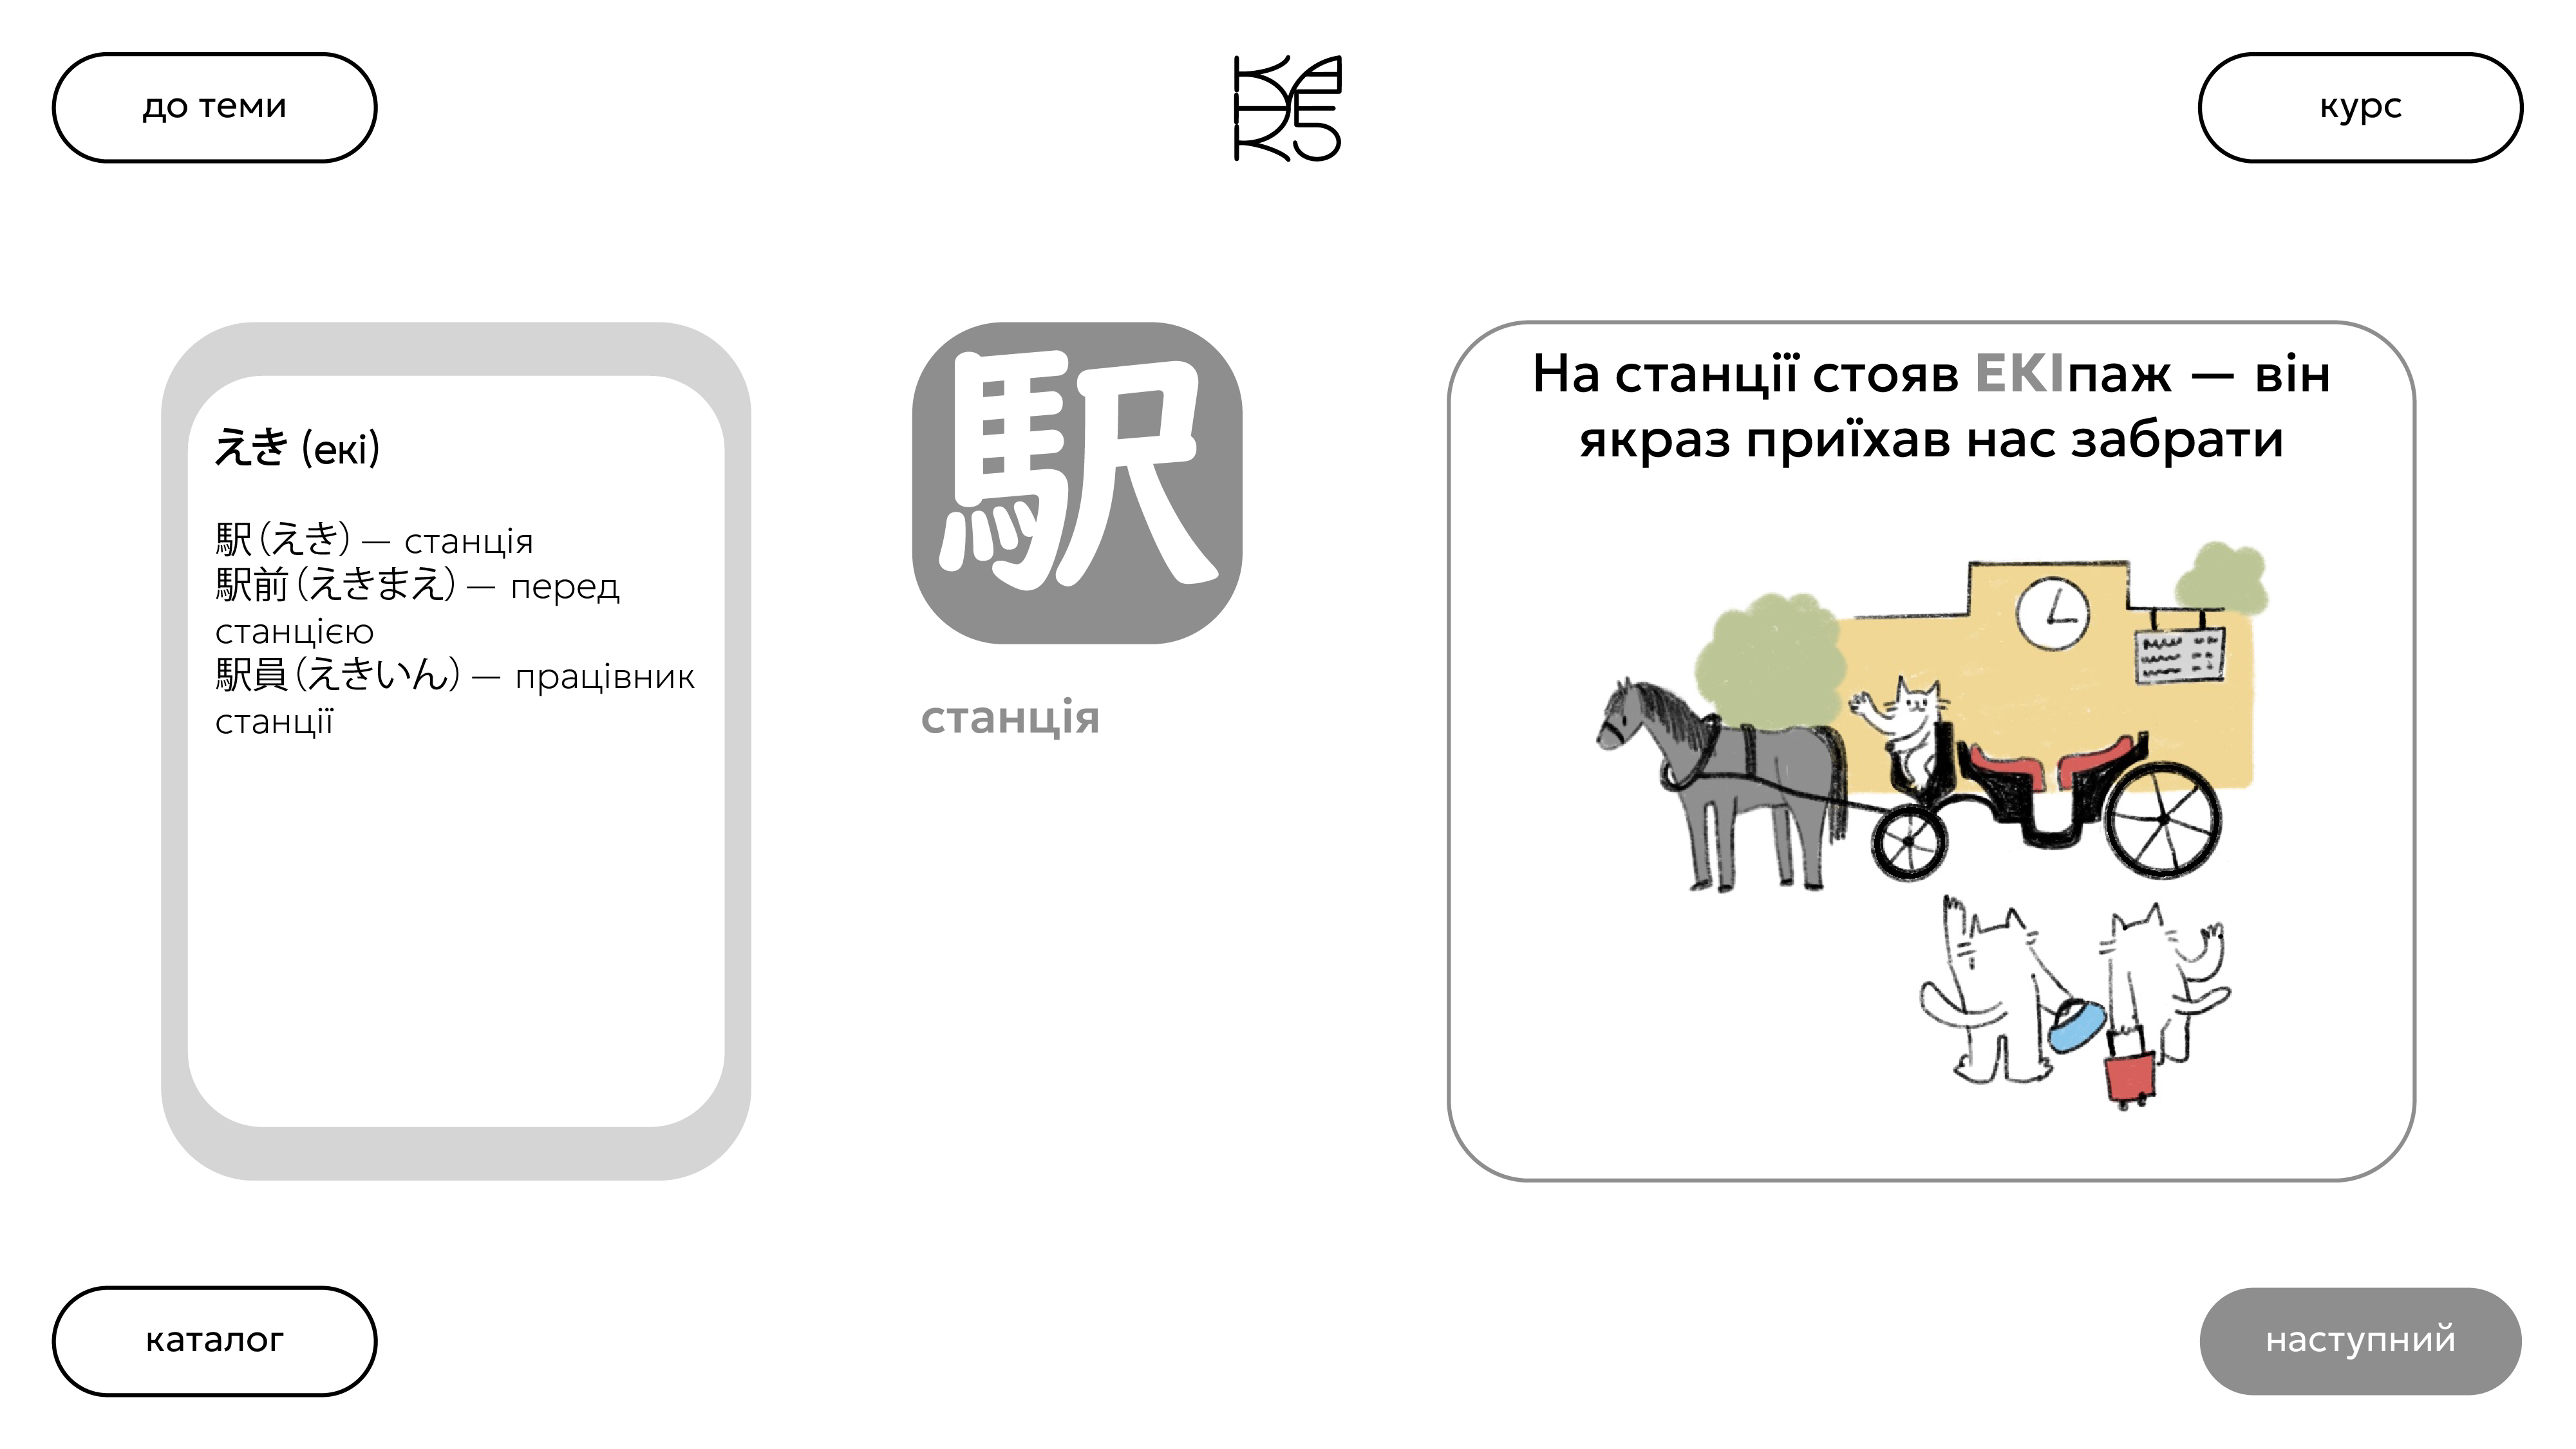 до теми
курс
えき (екі)
駅（えき）— станція
駅前（えきまえ）— перед
станцією
駅員（えきいん）— працівник
станції
駅
станція
На станції стояв ЕКІпаж — він
якраз приїхав нас забрати
каталог
наступний